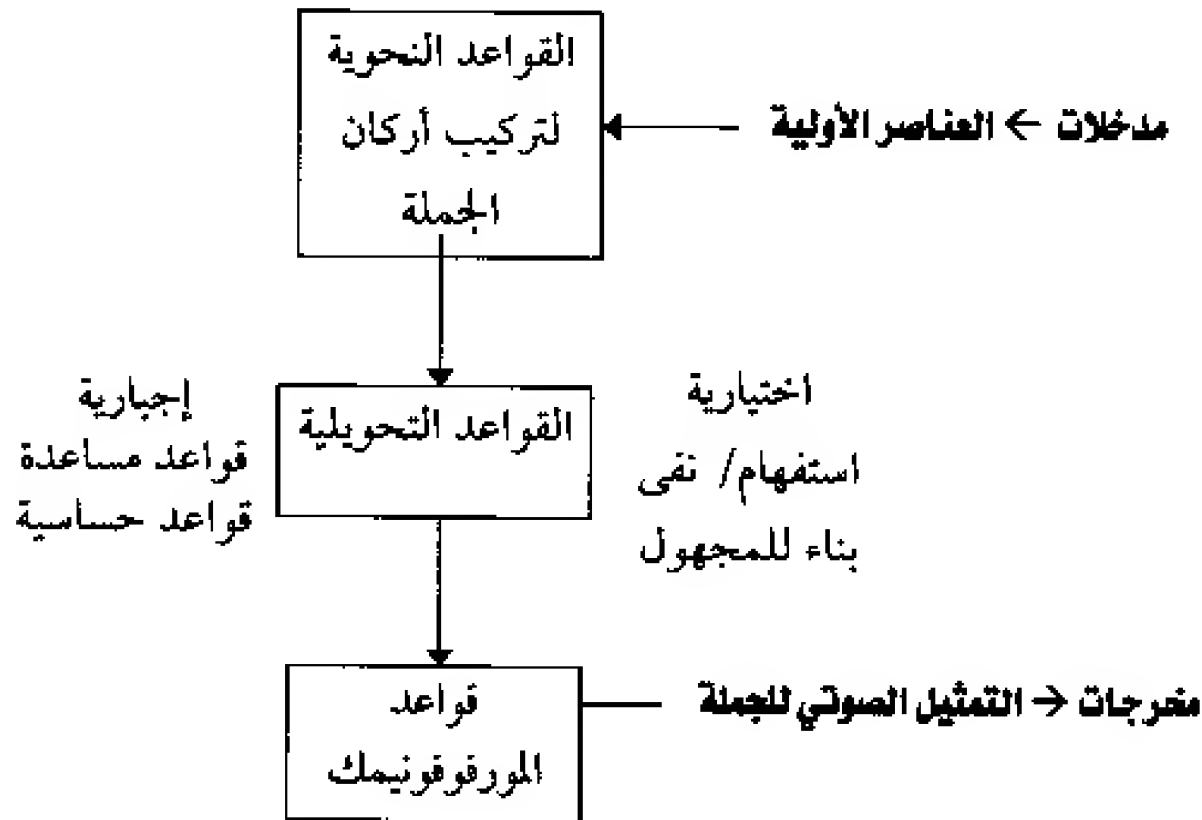 القواعد النحوية
لتركيب أركان
الجملة
مدخلات ← العناصر الأولية
القواعد التحويلية
اختيارية
استفهام/ نفى
بناء للمجهول
إجبارية
قواعد مساعدة
قواعد حساسية
قواعد
المورفوفونيمك
مخرجات → التمثيل الصوتي للجملة